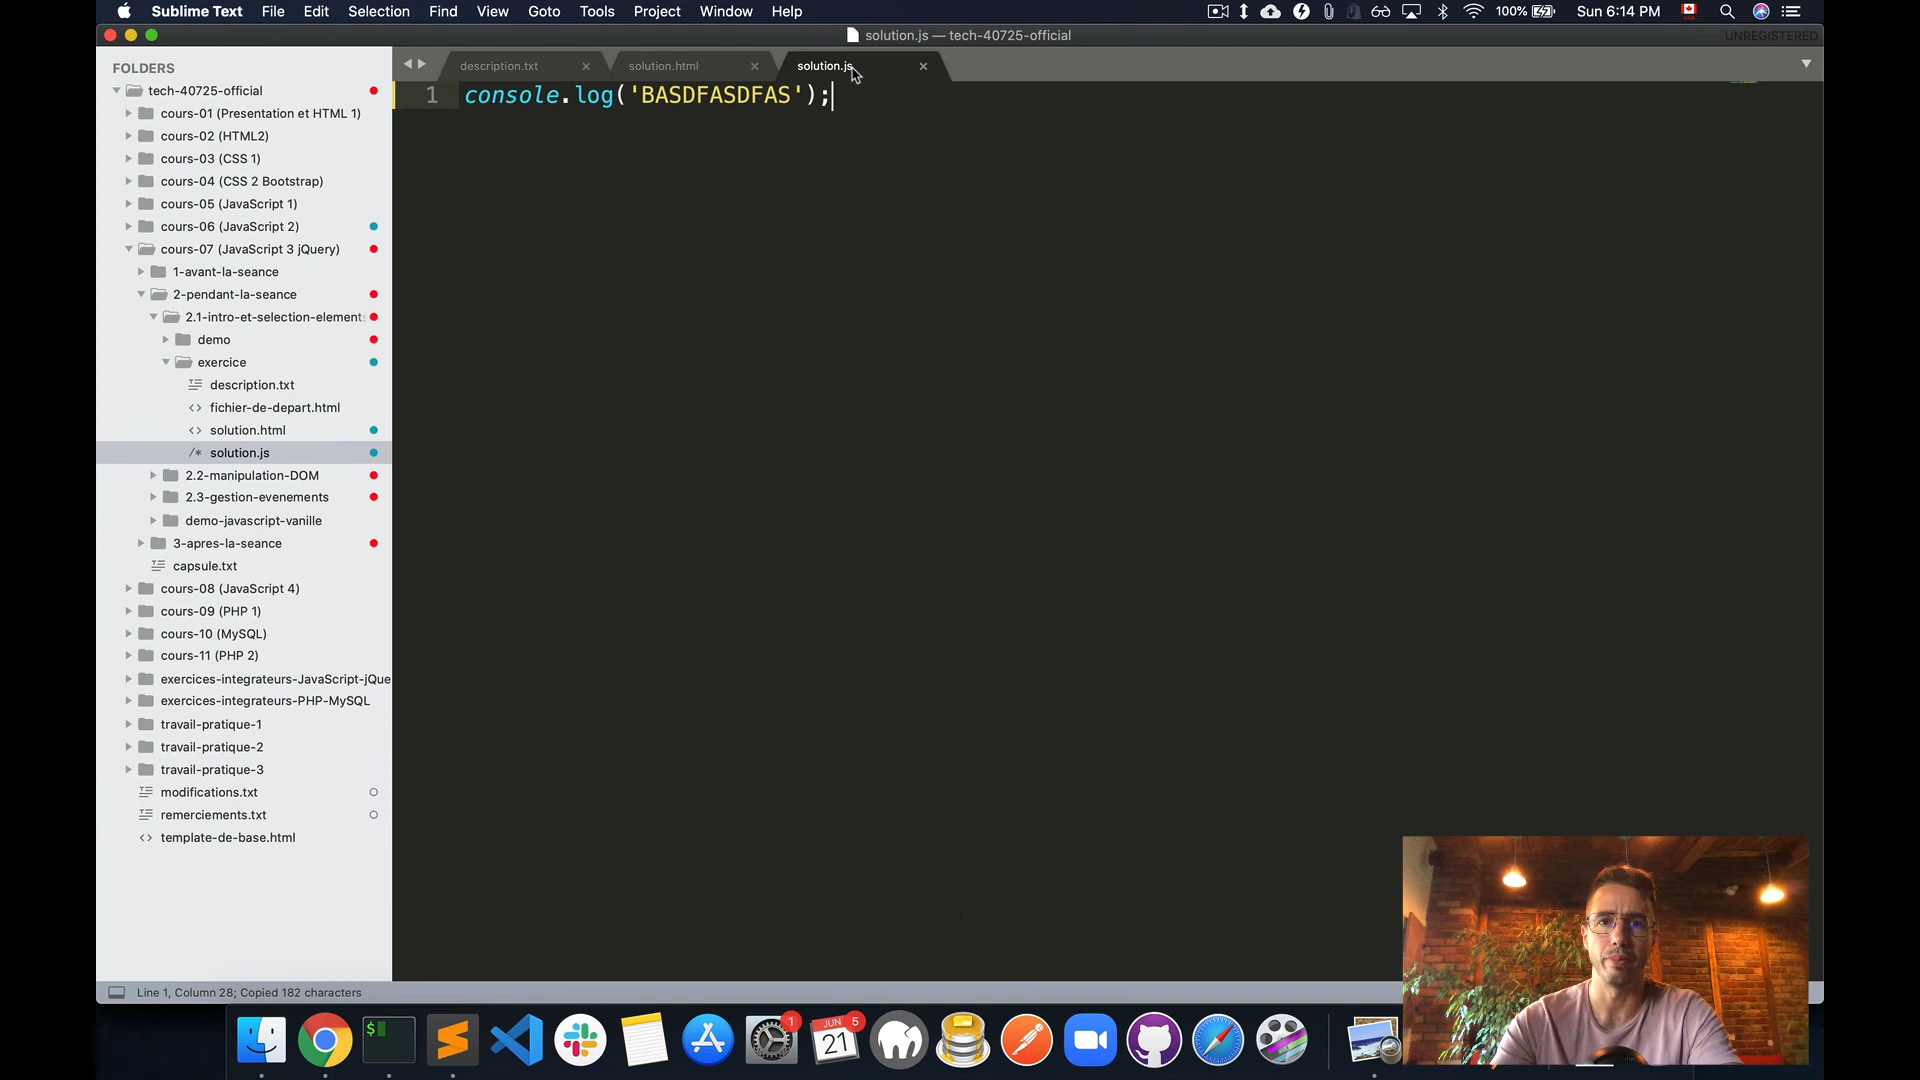 Sublime Text File Edit Selection Find View Goto Tools Project Window Help 100% Sun 6:14 PM
solution.js — tech-40725-official UNREGISTERED
FOLDERS
description.txt solution.html solution.js
1 console.log('BASDFASDFAS');
tech-40725-official
cours-01 (Presentation et HTML 1)
cours-02 (HTML2)
cours-03 (CSS 1)
cours-04 (CSS 2 Bootstrap)
cours-05 (JavaScript 1)
cours-06 (JavaScript 2)
cours-07 (JavaScript 3 jQuery)
1-avant-la-seance
2-pendant-la-seance
2.1-intro-et-selection-element
demo
exercice
description.txt
<> fichier-de-depart.html
<> solution.html
/* solution.js
2.2-manipulation-DOM
2.3-gestion-evenements
demo-javascript-vanille
3-apres-la-seance
capsule.txt
cours-08 (JavaScript 4)
cours-09 (PHP 1)
cours-10 (MySQL)
cours-11 (PHP 2)
exercices-integrateurs-JavaScript-jQue
exercices-integrateurs-PHP-MySQL
travail-pratique-1
travail-pratique-2
travail-pratique-3
modifications.txt
remerciements.txt
<> template-de-base.html
Line 1, Column 28; Copied 182 characters
$ 1 JUN 21 5